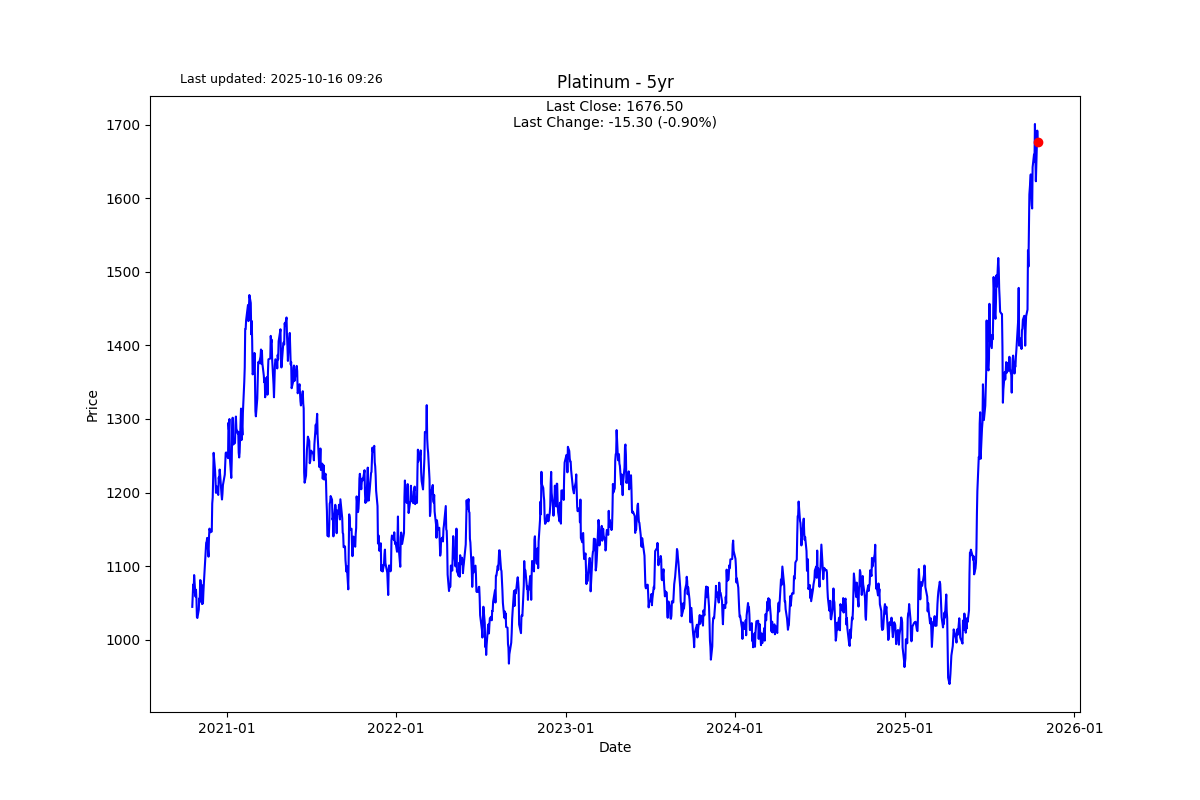 Last updated: 2025-10-16 09:26
Platinum - 5yr
Last Close: 1676.50
Last Change: -15.30 (-0.90%)
1700
1600
1500
1400
1300
1200
1100
1000
Price
2021-01
2022-01
2023-01
2024-01
2025-01
2026-01
Date